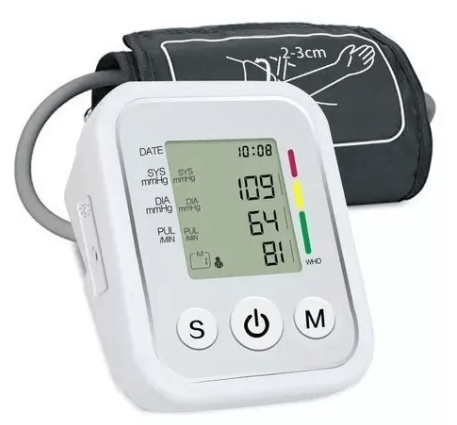 2-3cm
DATE 10:08
SYS mmHg SYS mmHg 109
DIA mmHg DIA mmHg 64
PUL /MIN PUL /MIN 81
M 1 WHO
S M